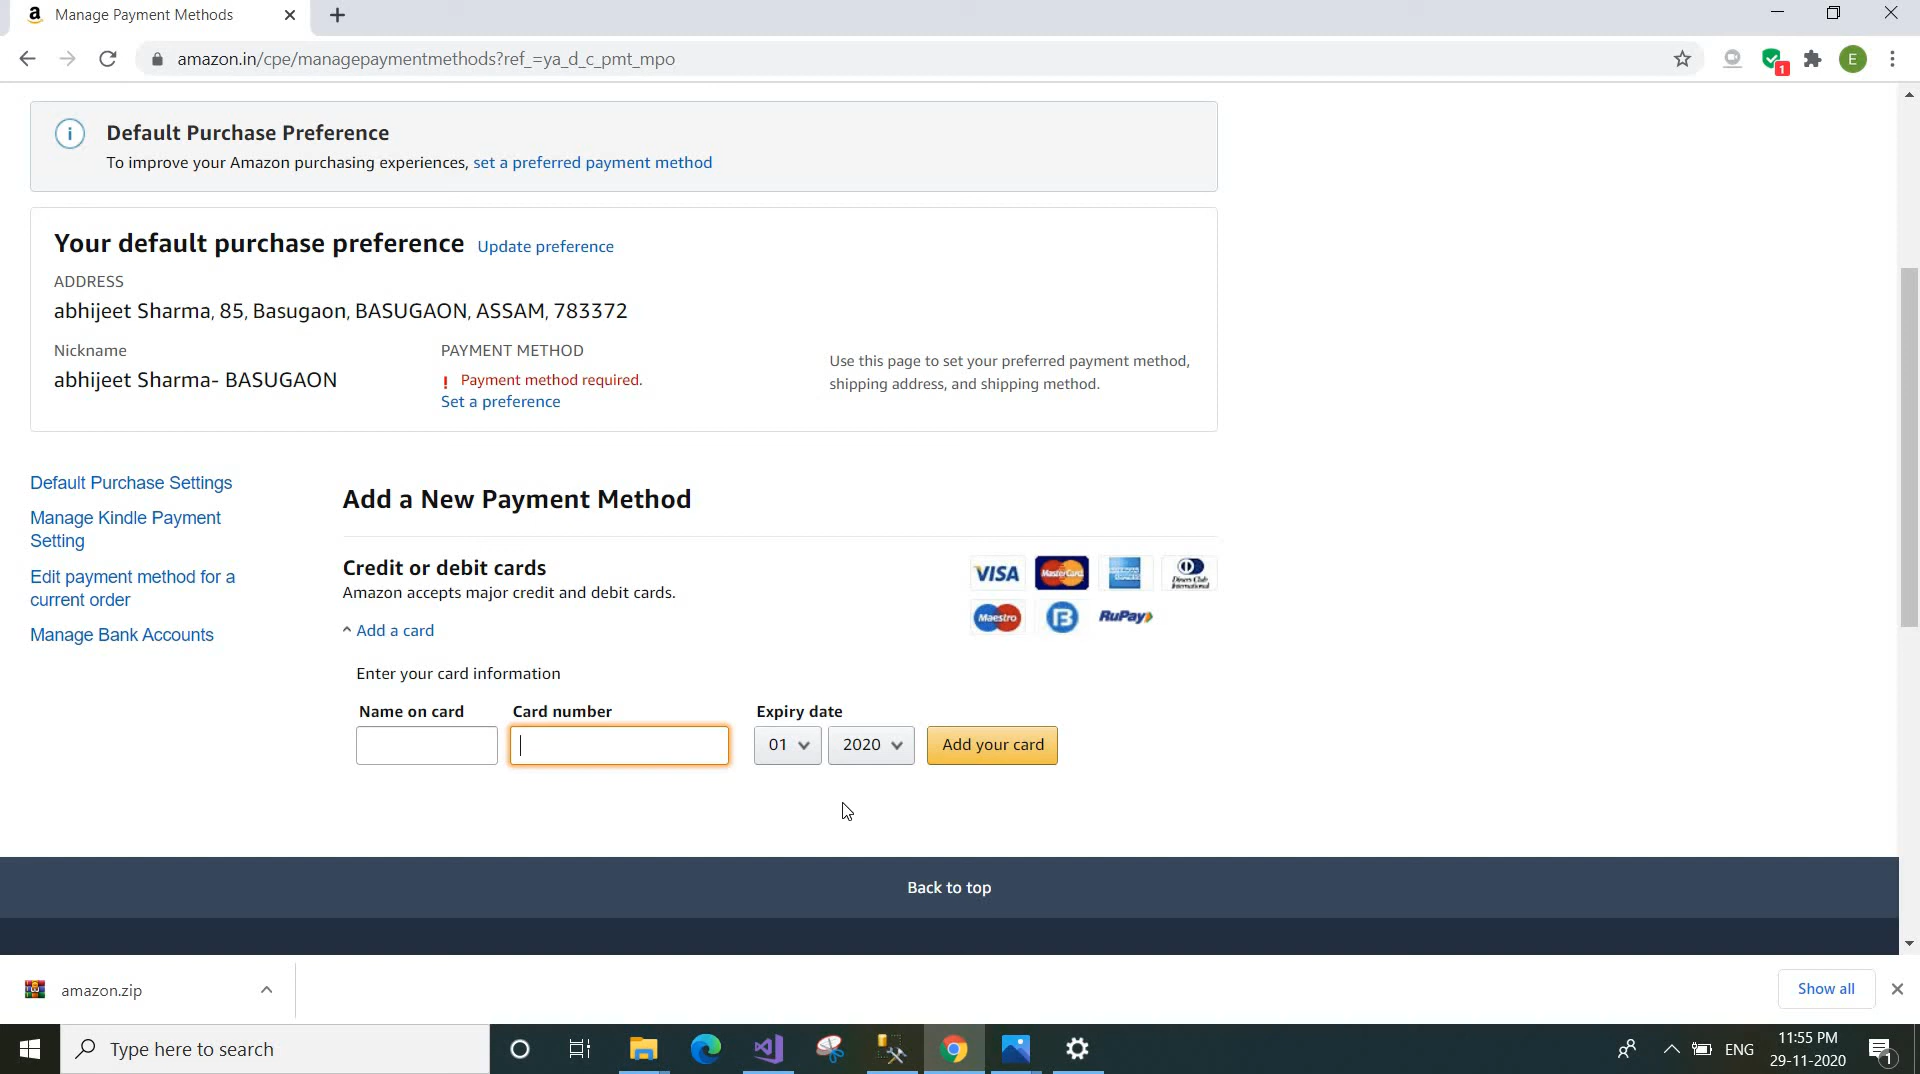 Manage Payment Methods
amazon.in/cpe/managepaymentmethods?ref_=ya_d_c_pmt_mpo
1
E
Default Purchase Preference
To improve your Amazon purchasing experiences, set a preferred payment method
Your default purchase preference Update preference
ADDRESS
abhijeet Sharma, 85, Basugaon, BASUGAON, ASSAM, 783372
Nickname
abhijeet Sharma- BASUGAON
PAYMENT METHOD
! Payment method required.
Set a preference
Use this page to set your preferred payment method,
shipping address, and shipping method.
Default Purchase Settings
Manage Kindle Payment
Setting
Edit payment method for a
current order
Manage Bank Accounts
Add a New Payment Method
Credit or debit cards
Amazon accepts major credit and debit cards.
VISA MasterCard Diners Club International
Maestro B RuPay
Add a card
Enter your card information
Name on card Card number Expiry date
01 2020 Add your card
Back to top
amazon.zip
Show all
Type here to search
ENG
11:55 PM
29-11-2020
1